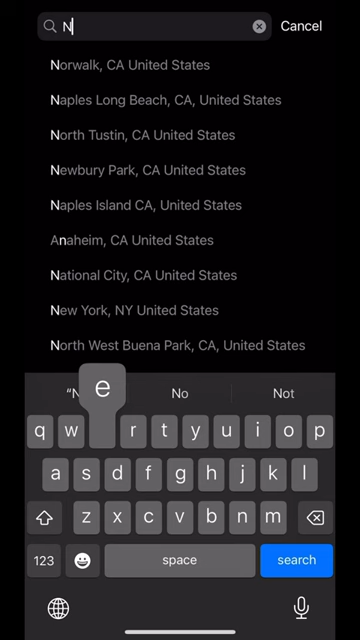 N Cancel
Norwalk, CA United States
Naples Long Beach, CA, United States
North Tustin, CA United States
Newbury Park, CA United States
Naples Island CA, United States
Anaheim, CA United States
National City, CA United States
New York, NY United States
North West Buena Park, CA, United States
“N No Not
e
q w r t y u i o p
a s d f g h j k l
z x c v b n m
123 space search